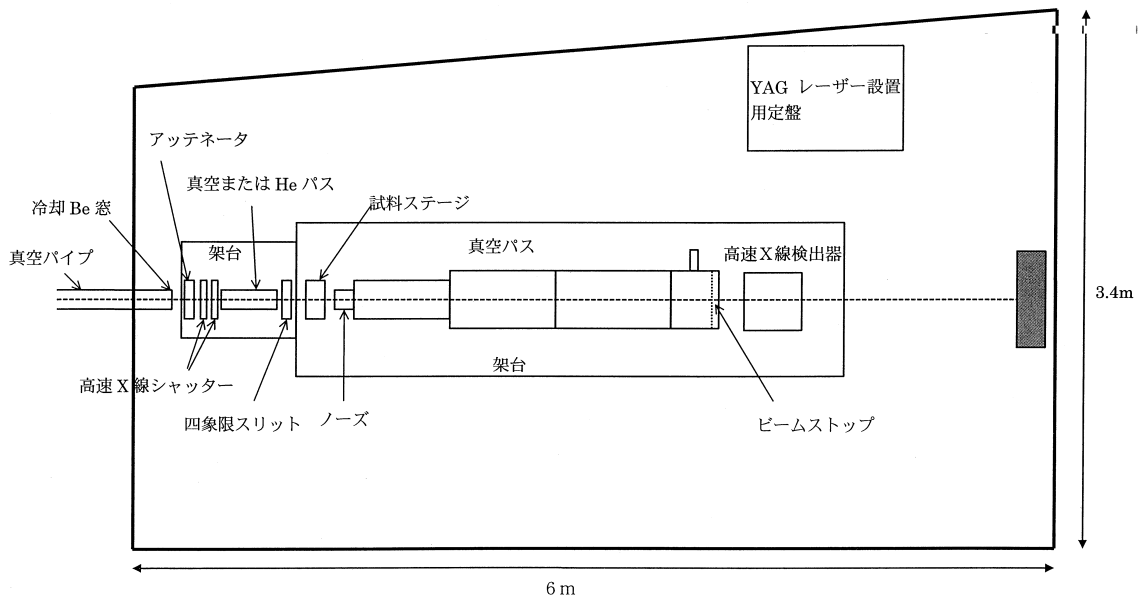 YAG レーザー設置
用定盤
アッテネータ
真空または He パス
試料ステージ
冷却 Be 窓
真空パイプ
架台
真空パス
高速X線検出器
3.4m
架台
高速 X 線シャッター
四象限スリット
ノーズ
ビームストップ
6 m